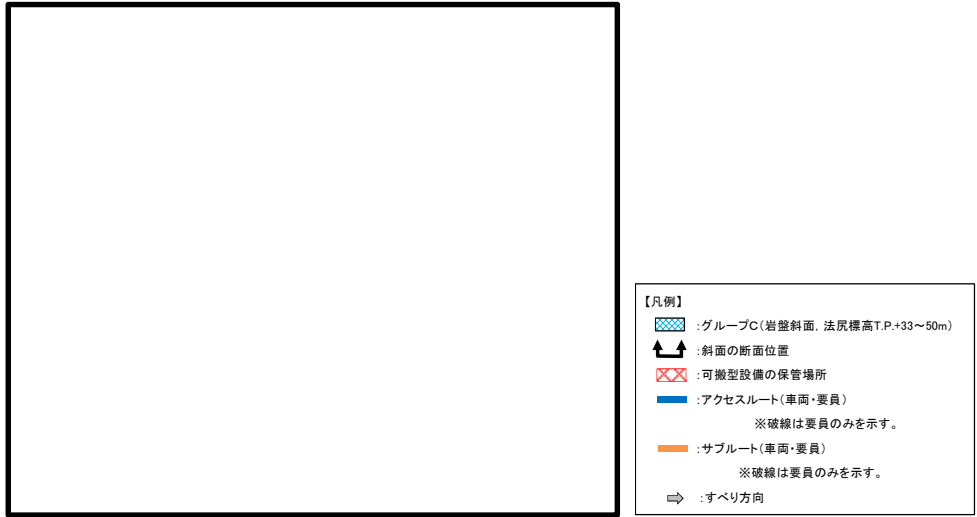 【凡例】
:グループC(岩盤斜面，法尻標高T.P.+33～50m)
:斜面の断面位置
:可搬型設備の保管場所
:アクセスルート(車両・要員)
※破線は要員のみを示す。
:サブルート(車両・要員)
※破線は要員のみを示す。
:すべり方向